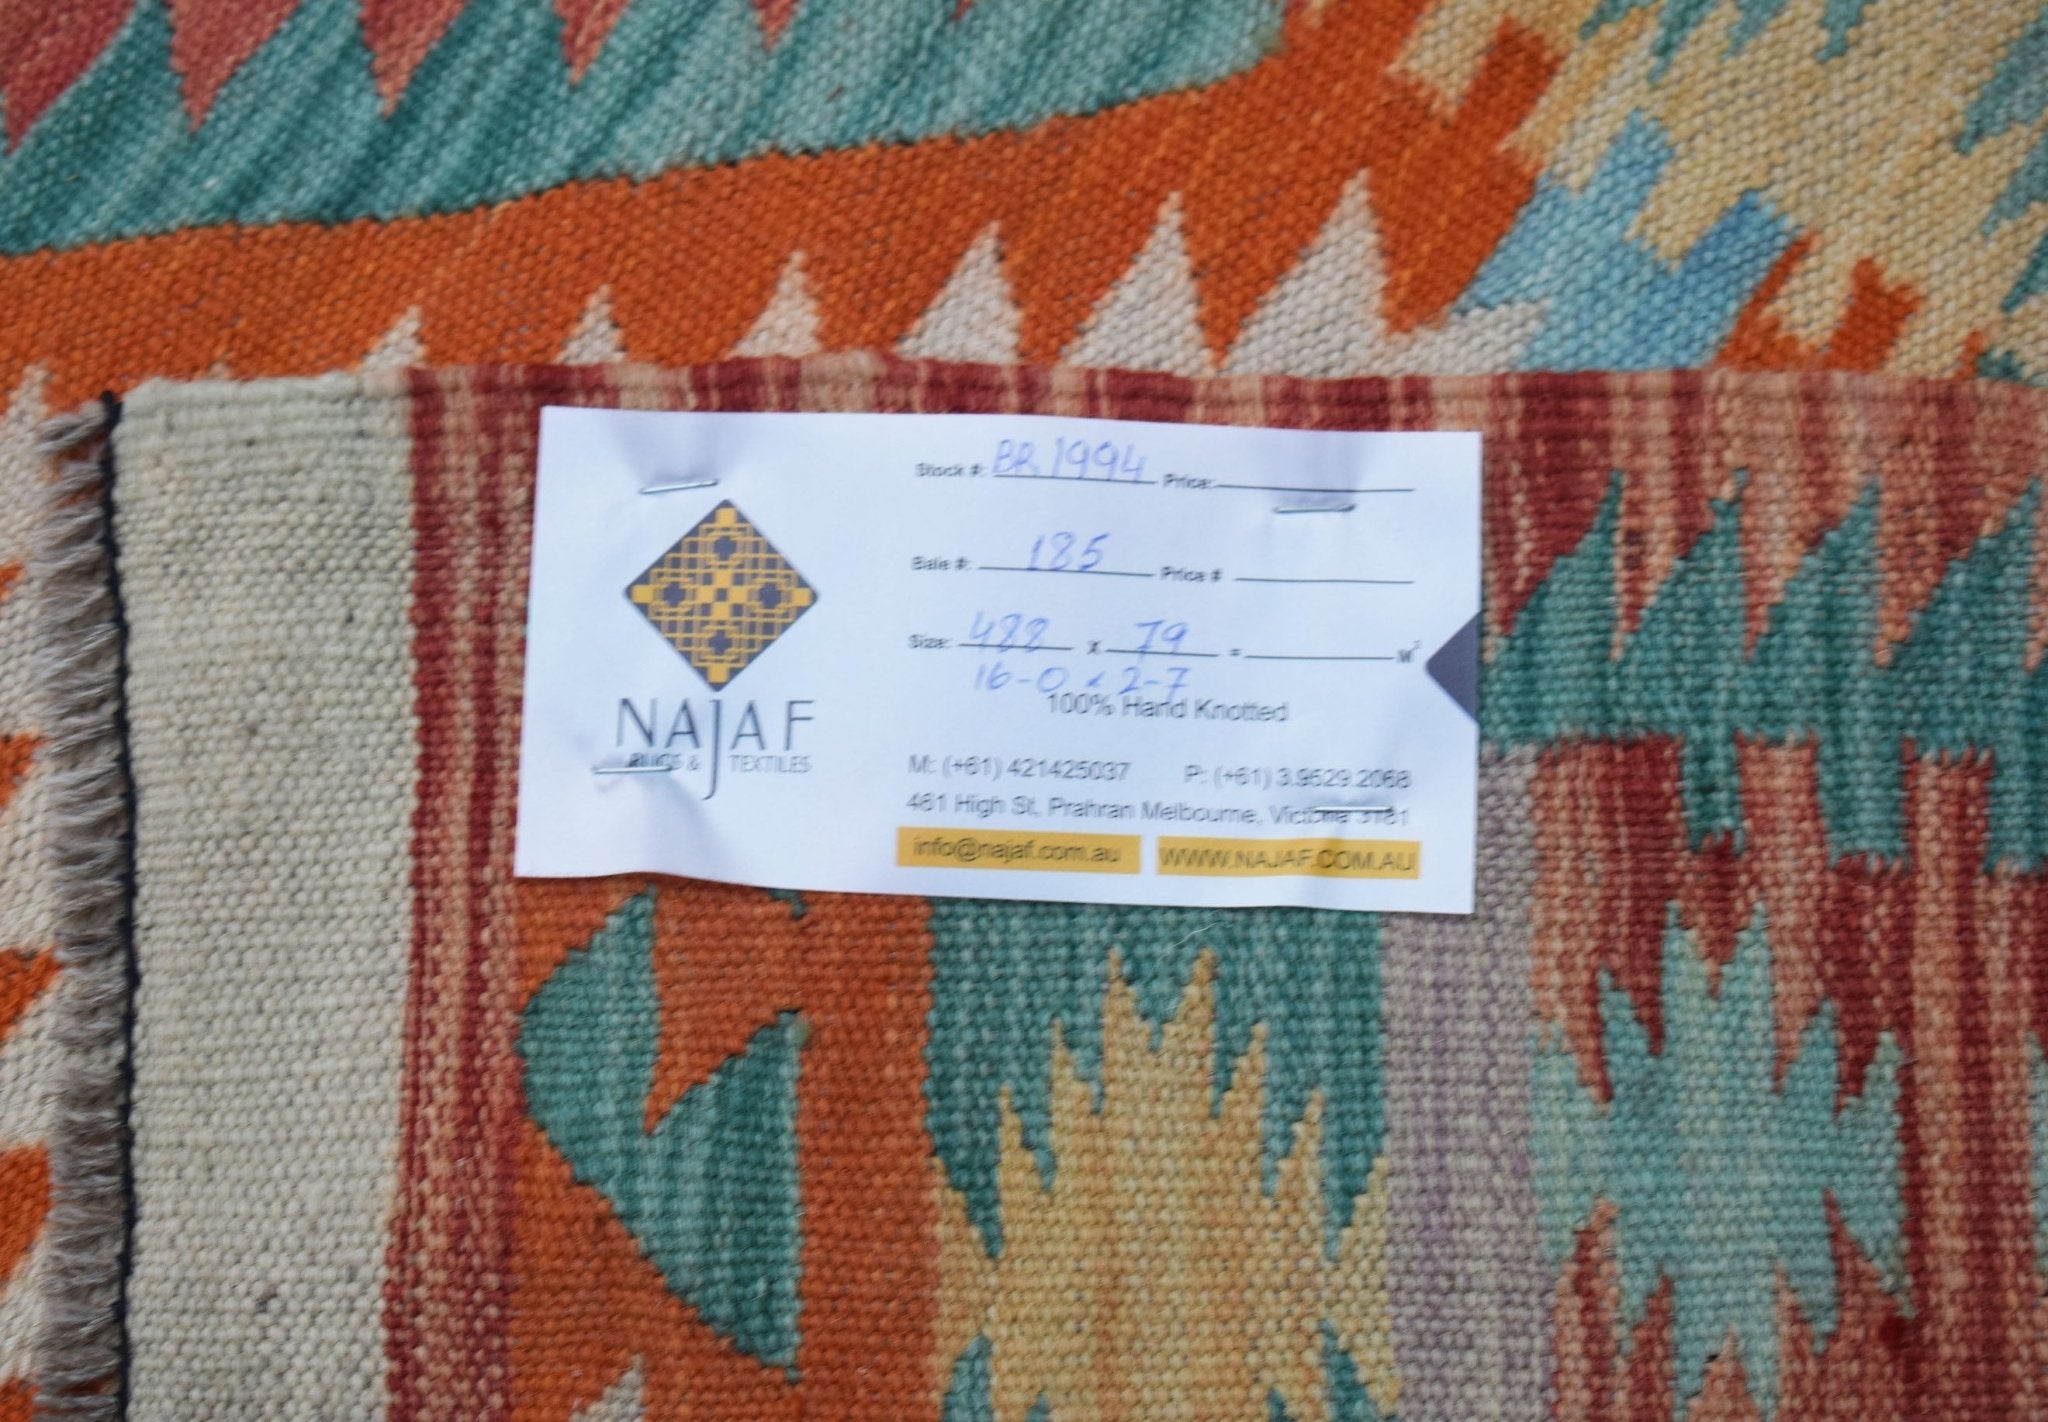 Stock #: BR.1994 Price:
Bale #: 185 Price #
Size: 488 x 79 = M²
16-0 x 2-7
100% Hand Knotted
NAJAF
RUGS & TEXTILES
M: (+61) 421425037 P: (+61) 3.9529.2068
461 High St, Prahran Melbourne, Victoria 3181
info@najaf.com.au WWW.NAJAF.COM.AU